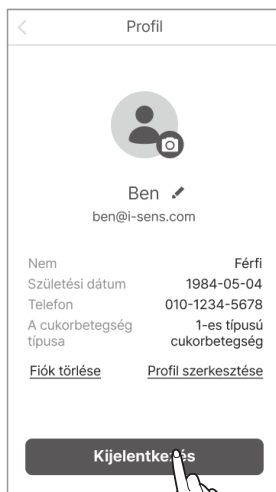 Profil
Ben
ben@i-sens.com
Nem Férfi
Születési dátum 1984-05-04
Telefon 010-1234-5678
A cukorbetegség típusa 1-es típusú cukorbetegség
Fiók törlése Profil szerkesztése
Kijelentkezés